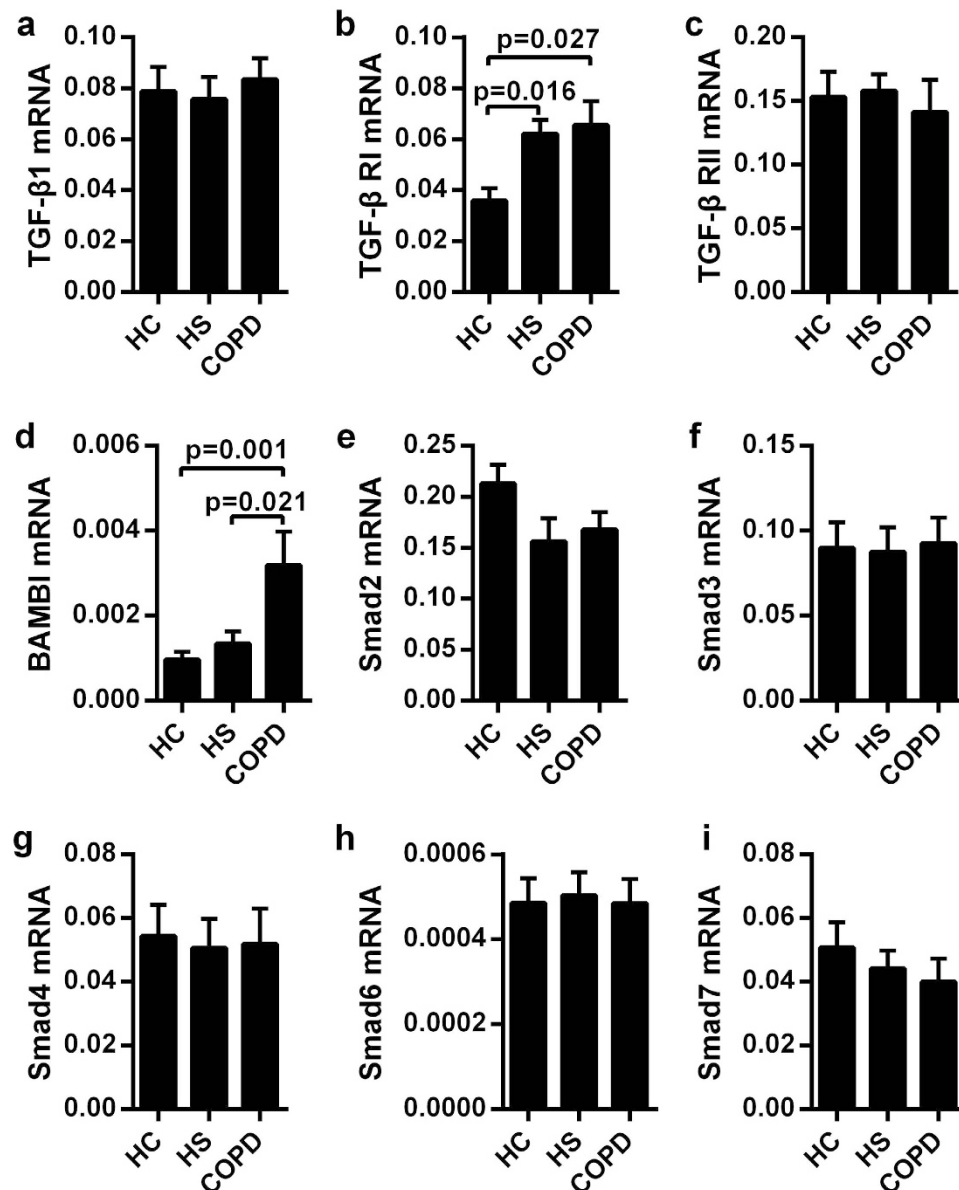 a
TGF-β1 mRNA
0.10
0.08
0.06
0.04
0.02
0.00
HC
HS
COPD
b
TGF-β RI mRNA
0.10
0.08
0.06
0.04
0.02
0.00
p=0.027
p=0.016
HC
HS
COPD
c
TGF-β RII mRNA
0.20
0.15
0.10
0.05
0.00
HC
HS
COPD
d
BAMBI mRNA
0.006
0.004
0.002
0.000
p=0.001
p=0.021
HC
HS
COPD
e
Smad2 mRNA
0.25
0.20
0.15
0.10
0.05
0.00
HC
HS
COPD
f
Smad3 mRNA
0.15
0.10
0.05
0.00
HC
HS
COPD
g
Smad4 mRNA
0.08
0.06
0.04
0.02
0.00
HC
HS
COPD
h
Smad6 mRNA
0.0006
0.0004
0.0002
0.0000
HC
HS
COPD
i
Smad7 mRNA
0.08
0.06
0.04
0.02
0.00
HC
HS
COPD